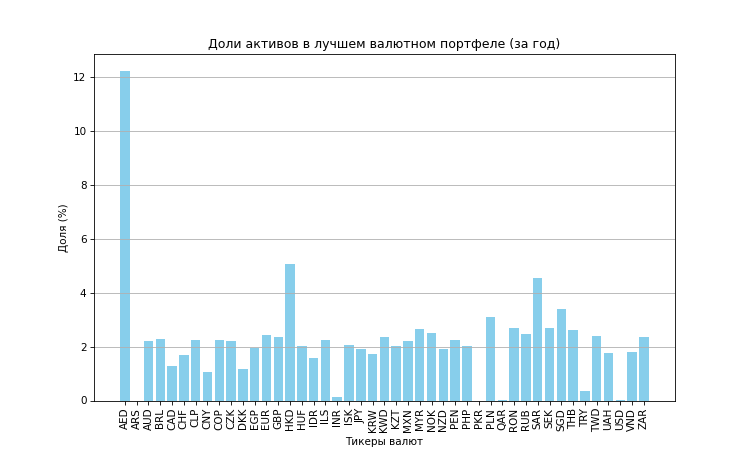 Доли активов в лучшем валютном портфеле (за год)
Доля (%)
12
10
8
6
4
2
0
AED ARS AUD BRL CAD CHF CLP CNY COP CZK DKK EGP EUR GBP HKD HUF IDR ILS INR ISK JPY KRW KWD KZT MXN MYR NOK NZD PEN PHP PKR PLN QAR RON RUB SAR SEK SGD THB TRY TWD UAH USD VND ZAR
Тикеры валют